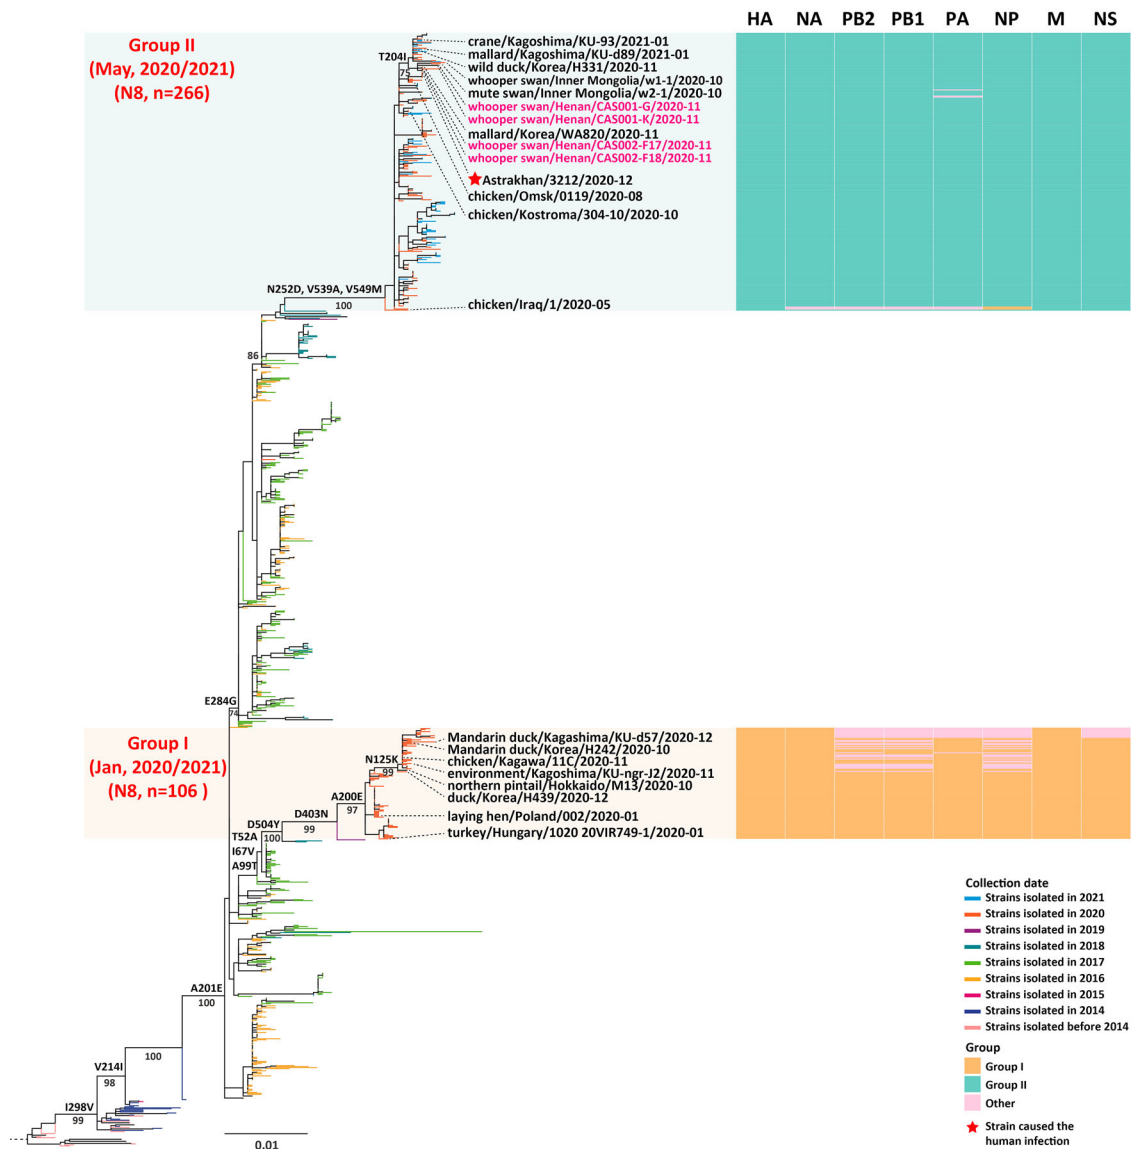 HA NA PB2 PB1 PA NP M NS
Group II
(May, 2020/2021)
(N8, n=266)
T204I
75
crane/Kagoshima/KU-93/2021-01
mallard/Kagoshima/KU-d89/2021-01
wild duck/Korea/H331/2020-11
whooper swan/Inner Mongolia/w1-1/2020-10
mute swan/Inner Mongolia/w2-1/2020-10
whooper swan/Henan/CAS001-G/2020-11
whooper swan/Henan/CAS001-K/2020-11
mallard/Korea/WA820/2020-11
whooper swan/Henan/CAS002-F17/2020-11
whooper swan/Henan/CAS002-F18/2020-11
Astrakhan/3212/2020-12
chicken/Omsk/0119/2020-08
chicken/Kostroma/304-10/2020-10
N252D, V539A, V549M
100
chicken/Iraq/1/2020-05
86
E284G
74
Group I
(Jan, 2020/2021)
(N8, n=106 )
Mandarin duck/Kagashima/KU-d57/2020-12
Mandarin duck/Korea/H242/2020-10
chicken/Kagawa/11C/2020-11
N125K
99
environment/Kagoshima/KU-ngr-J2/2020-11
northern pintail/Hokkaido/M13/2020-10
duck/Korea/H439/2020-12
A200E
97
laying hen/Poland/002/2020-01
D403N
99
turkey/Hungary/1020_20VIR749-1/2020-01
D504Y
100
T52A
I67V
A99T
A201E
100
100
V214I
98
I298V
99
0.01
Collection date
Strains isolated in 2021
Strains isolated in 2020
Strains isolated in 2019
Strains isolated in 2018
Strains isolated in 2017
Strains isolated in 2016
Strains isolated in 2015
Strains isolated in 2014
Strains isolated before 2014
Group
Group I
Group II
Other
Strain caused the
human infection